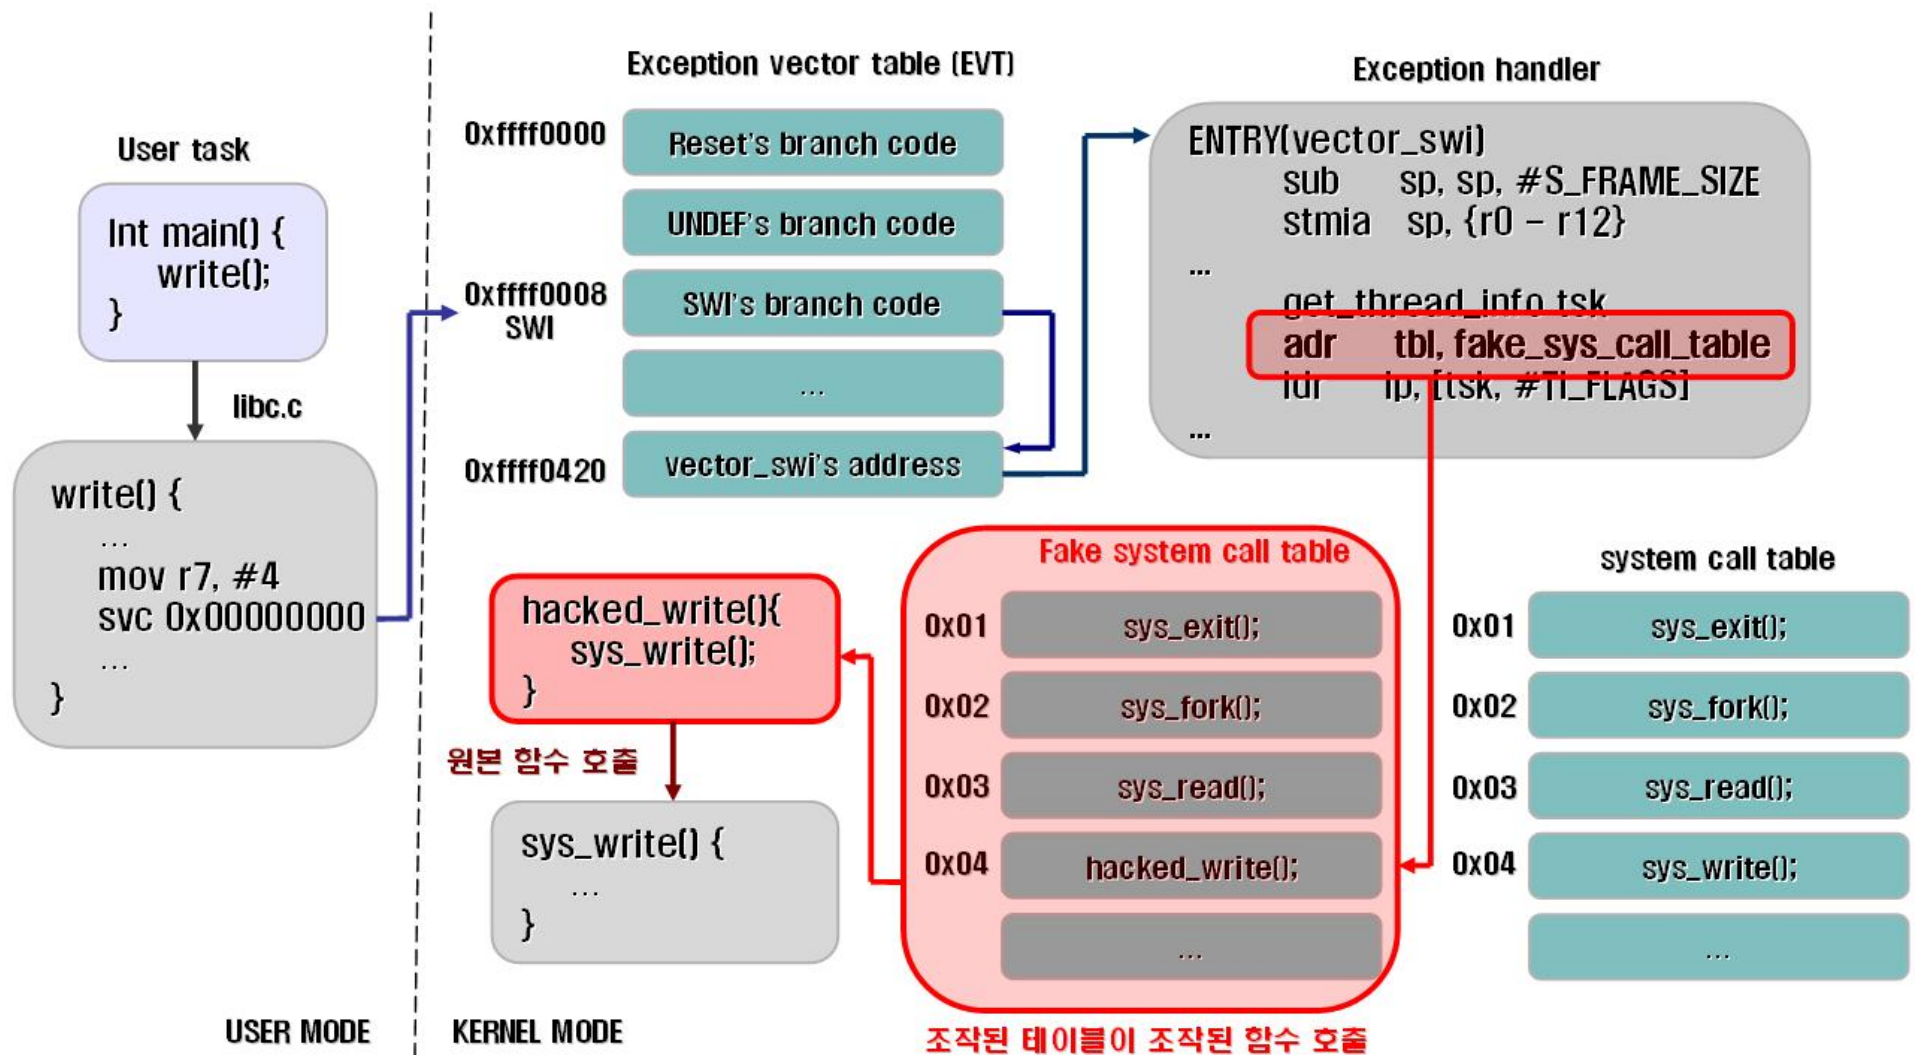 User task
Int main() {
write();
}
libc.c
write() {
...
mov r7, #4
svc 0x00000000
...
}
USER MODE
Exception vector table (EVT)
0xffff0000
Reset's branch code
UNDEF's branch code
0xffff0008
SWI
SWI's branch code
...
0xffff0420
vector_swi's address
Exception handler
ENTRY(vector_swi)
sub sp, sp, #S_FRAME_SIZE
stmia sp, {r0 – r12}
...
get_thread_info tsk
adr tbl, fake_sys_call_table
ldr ip, [tsk, #TI_FLAGS]
...
hacked_write(){
sys_write();
}
원본 함수 호출
sys_write() {
...
}
KERNEL MODE
Fake system call table
0x01 sys_exit();
0x02 sys_fork();
0x03 sys_read();
0x04 hacked_write();
...
조작된 테이블이 조작된 함수 호출
system call table
0x01 sys_exit();
0x02 sys_fork();
0x03 sys_read();
0x04 sys_write();
...